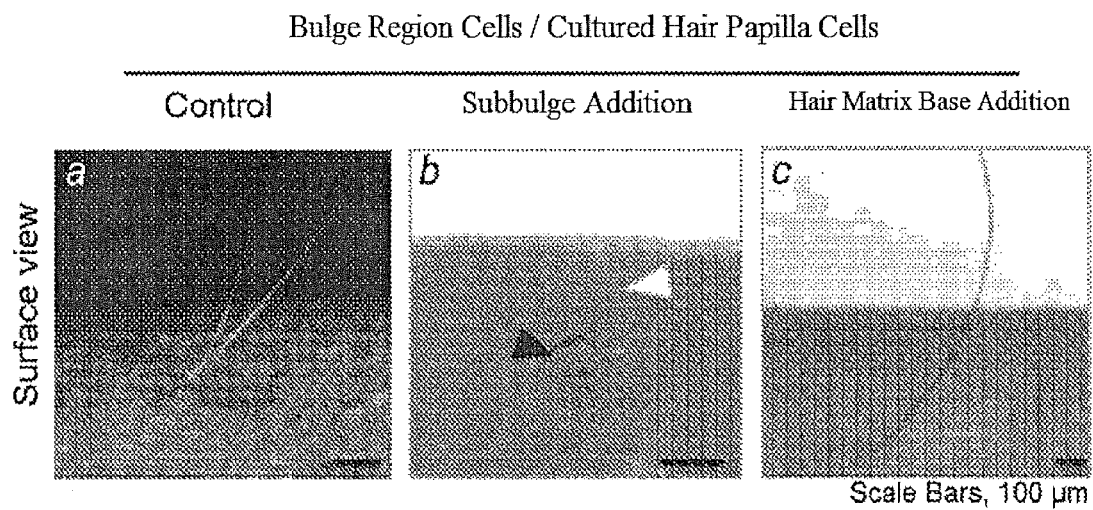 Bulge Region Cells / Cultured Hair Papilla Cells
Control
Subbulge Addition
Hair Matrix Base Addition
Surface view
a
b
c
Scale Bars, 100 µm